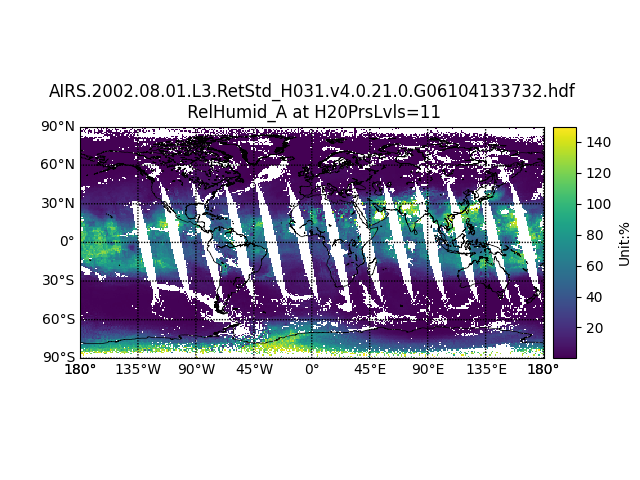 AIRS.2002.08.01.L3.RetStd_H031.v4.0.21.0.G06104133732.hdf
RelHumid_A at H20PrsLvls=11
90°N
60°N
30°N
0°
30°S
60°S
90°S
180° 135°W 90°W 45°W 0° 45°E 90°E 135°E 180°
140
120
100
80
60
40
20
Unit:%